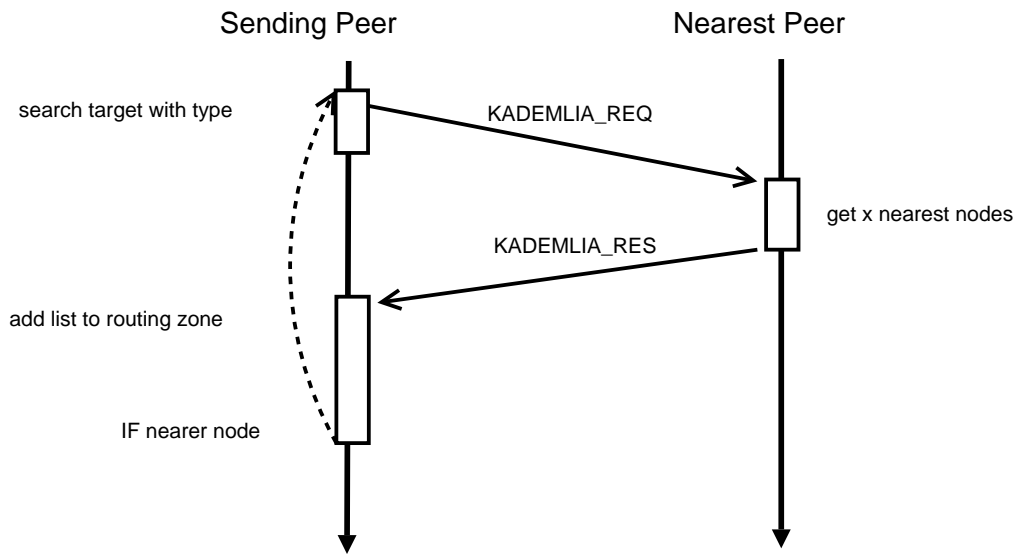 Sending Peer
Nearest Peer
search target with type
KADEMLIA_REQ
get x nearest nodes
KADEMLIA_RES
add list to routing zone
IF nearer node